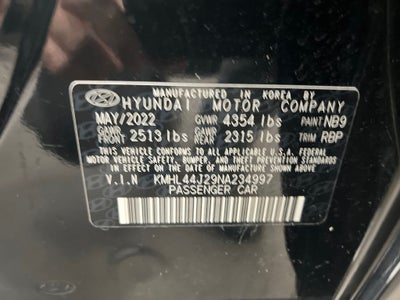 MANUFACTURED IN KOREA BY
HYUNDAI MOTOR COMPANY
MAY/2022 GVWR 4354 lbs PAINT NB9
GAWR FRONT 2513 lbs GAWR REAR 2315 lbs TRIM RBP
THIS VEHICLE CONFORMS TO ALL APPLICABLE U.S.A. FEDERAL
MOTOR VEHICLE SAFETY, BUMPER, AND THEFT PREVENTION STANDARDS
IN EFFECT ON THE DATE OF MANUFACTURE SHOWN ABOVE.
V.I.N KMHL44J29NA234997
PASSENGER CAR